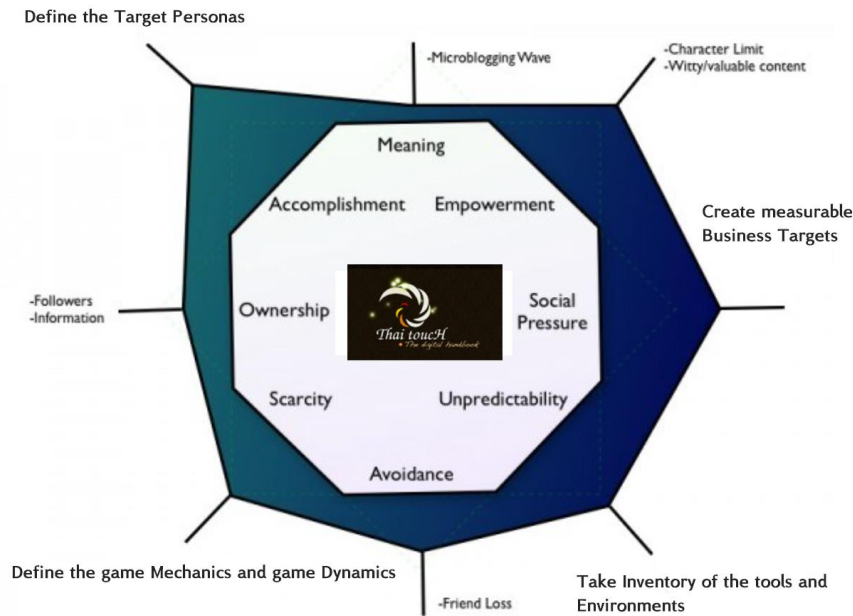 Define the Target Personas
-Microblogging Wave
-Character Limit
-Witty/valuable content
Meaning
Accomplishment
Empowerment
Create measurable
Business Targets
-Followers
-Information
Ownership
Thai toucH
• The digital handbook
Social
Pressure
Scarcity
Unpredictability
Avoidance
Define the game Mechanics and game Dynamics
Take Inventory of the tools and
Environments
-Friend Loss